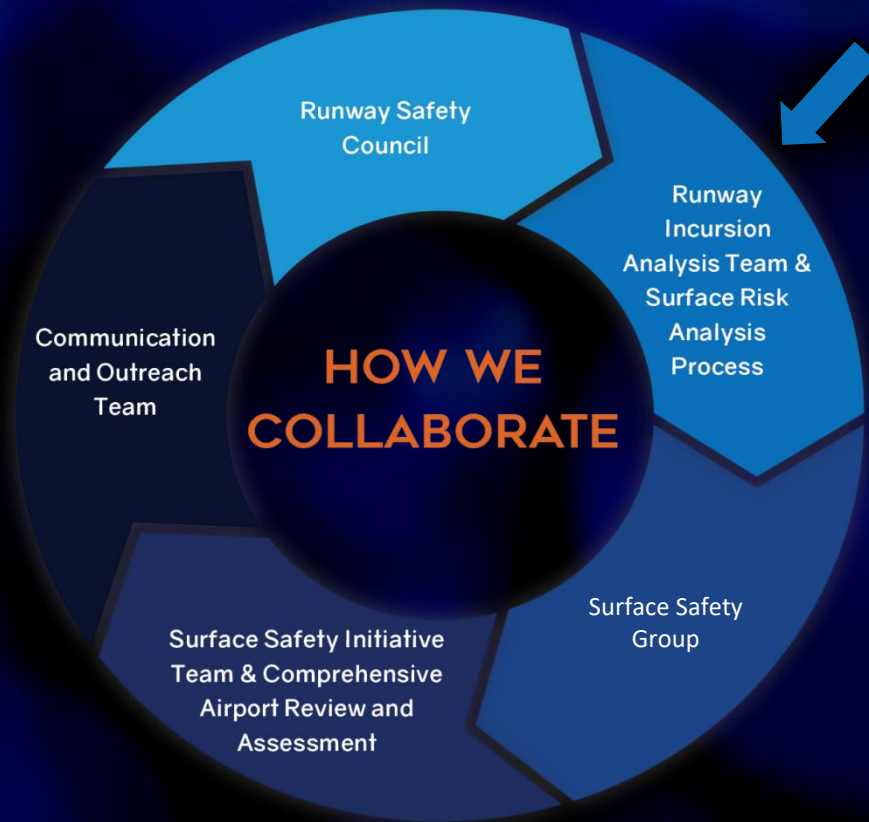 Runway Safety
Council
Runway
Incursion
Analysis Team &
Surface Risk
Analysis
Process
Surface Safety
Group
Surface Safety Initiative
Team & Comprehensive
Airport Review and
Assessment
Communication
and Outreach
Team
HOW WE
COLLABORATE